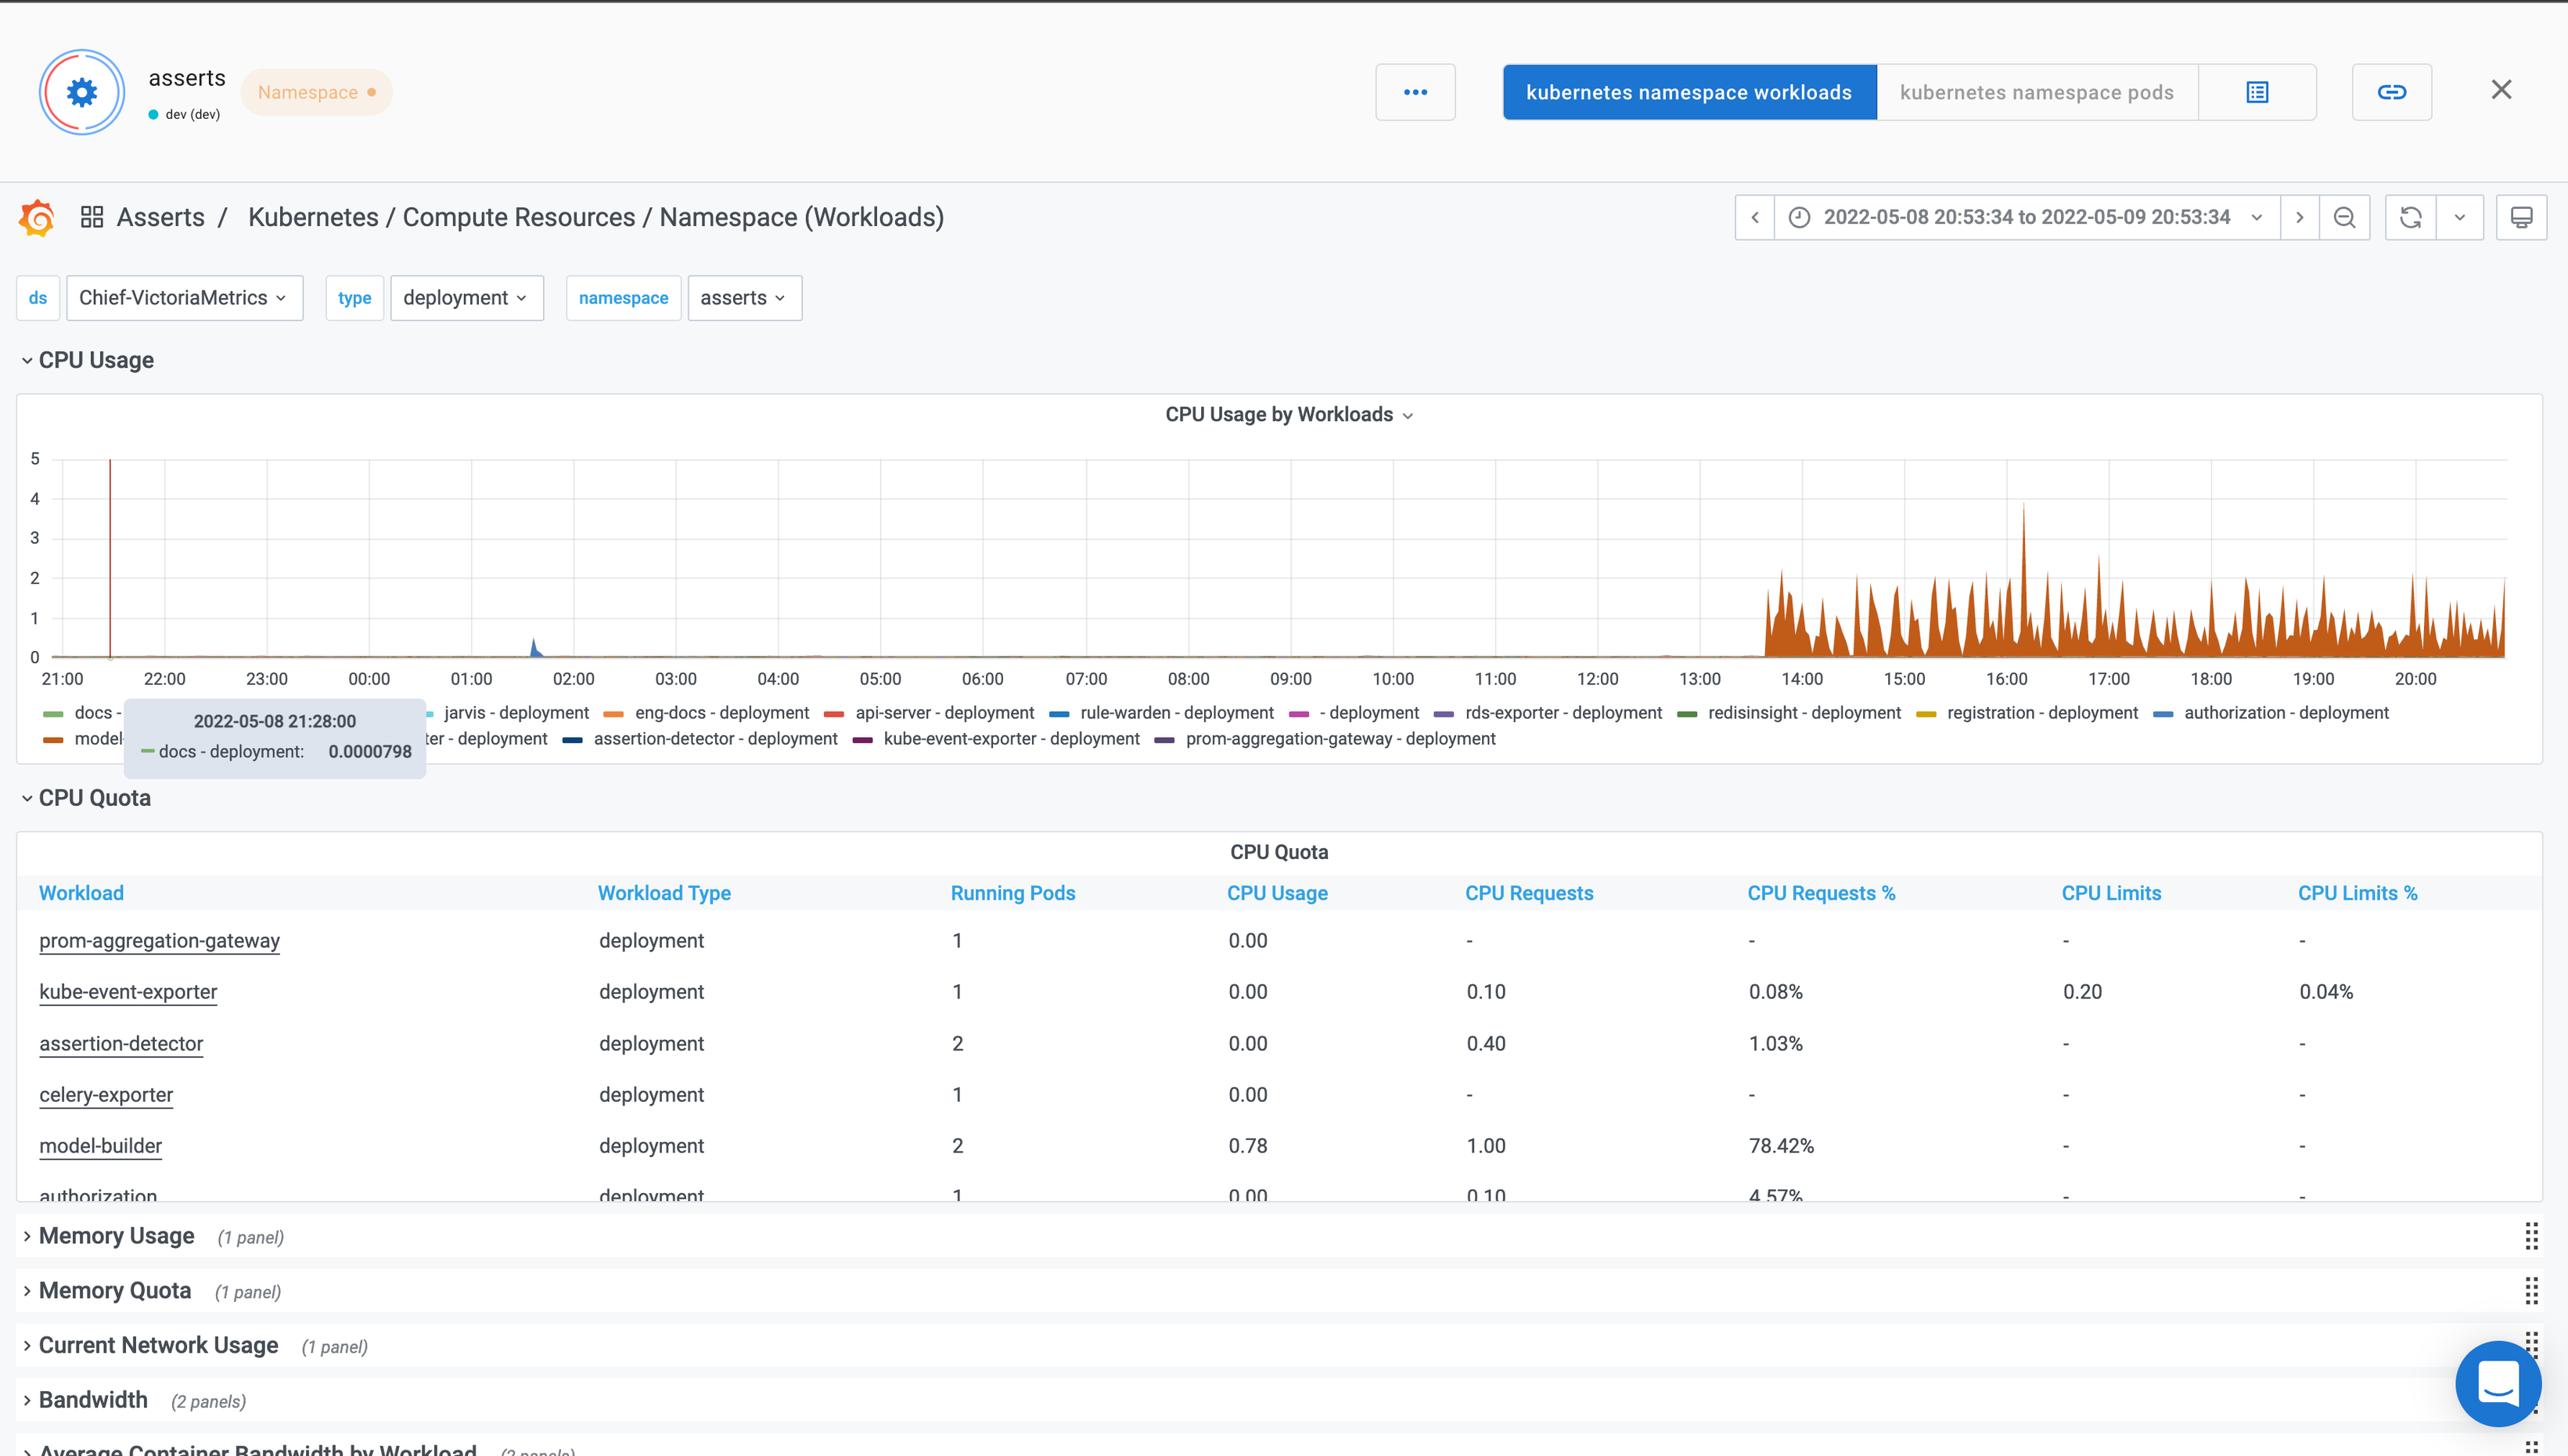 asserts
Namespace
dev (dev)
kubernetes namespace workloads
kubernetes namespace pods
Asserts / Kubernetes / Compute Resources / Namespace (Workloads)
2022-05-08 20:53:34 to 2022-05-09 20:53:34
ds Chief-VictoriaMetrics type deployment namespace asserts
CPU Usage
CPU Usage by Workloads
5
4
3
2
1
0
21:00 22:00 23:00 00:00 01:00 02:00 03:00 04:00 05:00 06:00 07:00 08:00 09:00 10:00 11:00 12:00 13:00 14:00 15:00 16:00 17:00 18:00 19:00 20:00
docs - jarvis - deployment eng-docs - deployment api-server - deployment rule-warden - deployment - deployment rds-exporter - deployment redisinsight - deployment registration - deployment authorization - deployment
model- ter - deployment assertion-detector - deployment kube-event-exporter - deployment prom-aggregation-gateway - deployment
2022-05-08 21:28:00
docs - deployment: 0.0000798
CPU Quota
CPU Quota
Workload Workload Type Running Pods CPU Usage CPU Requests CPU Requests % CPU Limits CPU Limits %
prom-aggregation-gateway deployment 1 0.00 - - - -
kube-event-exporter deployment 1 0.00 0.10 0.08% 0.20 0.04%
assertion-detector deployment 2 0.00 0.40 1.03% - -
celery-exporter deployment 1 0.00 - - - -
model-builder deployment 2 0.78 1.00 78.42% - -
authorization deployment 1 0.00 0.10 4.57% - -
Memory Usage (1 panel)
Memory Quota (1 panel)
Current Network Usage (1 panel)
Bandwidth (2 panels)
Average Container Bandwidth by Workload (2 panels)